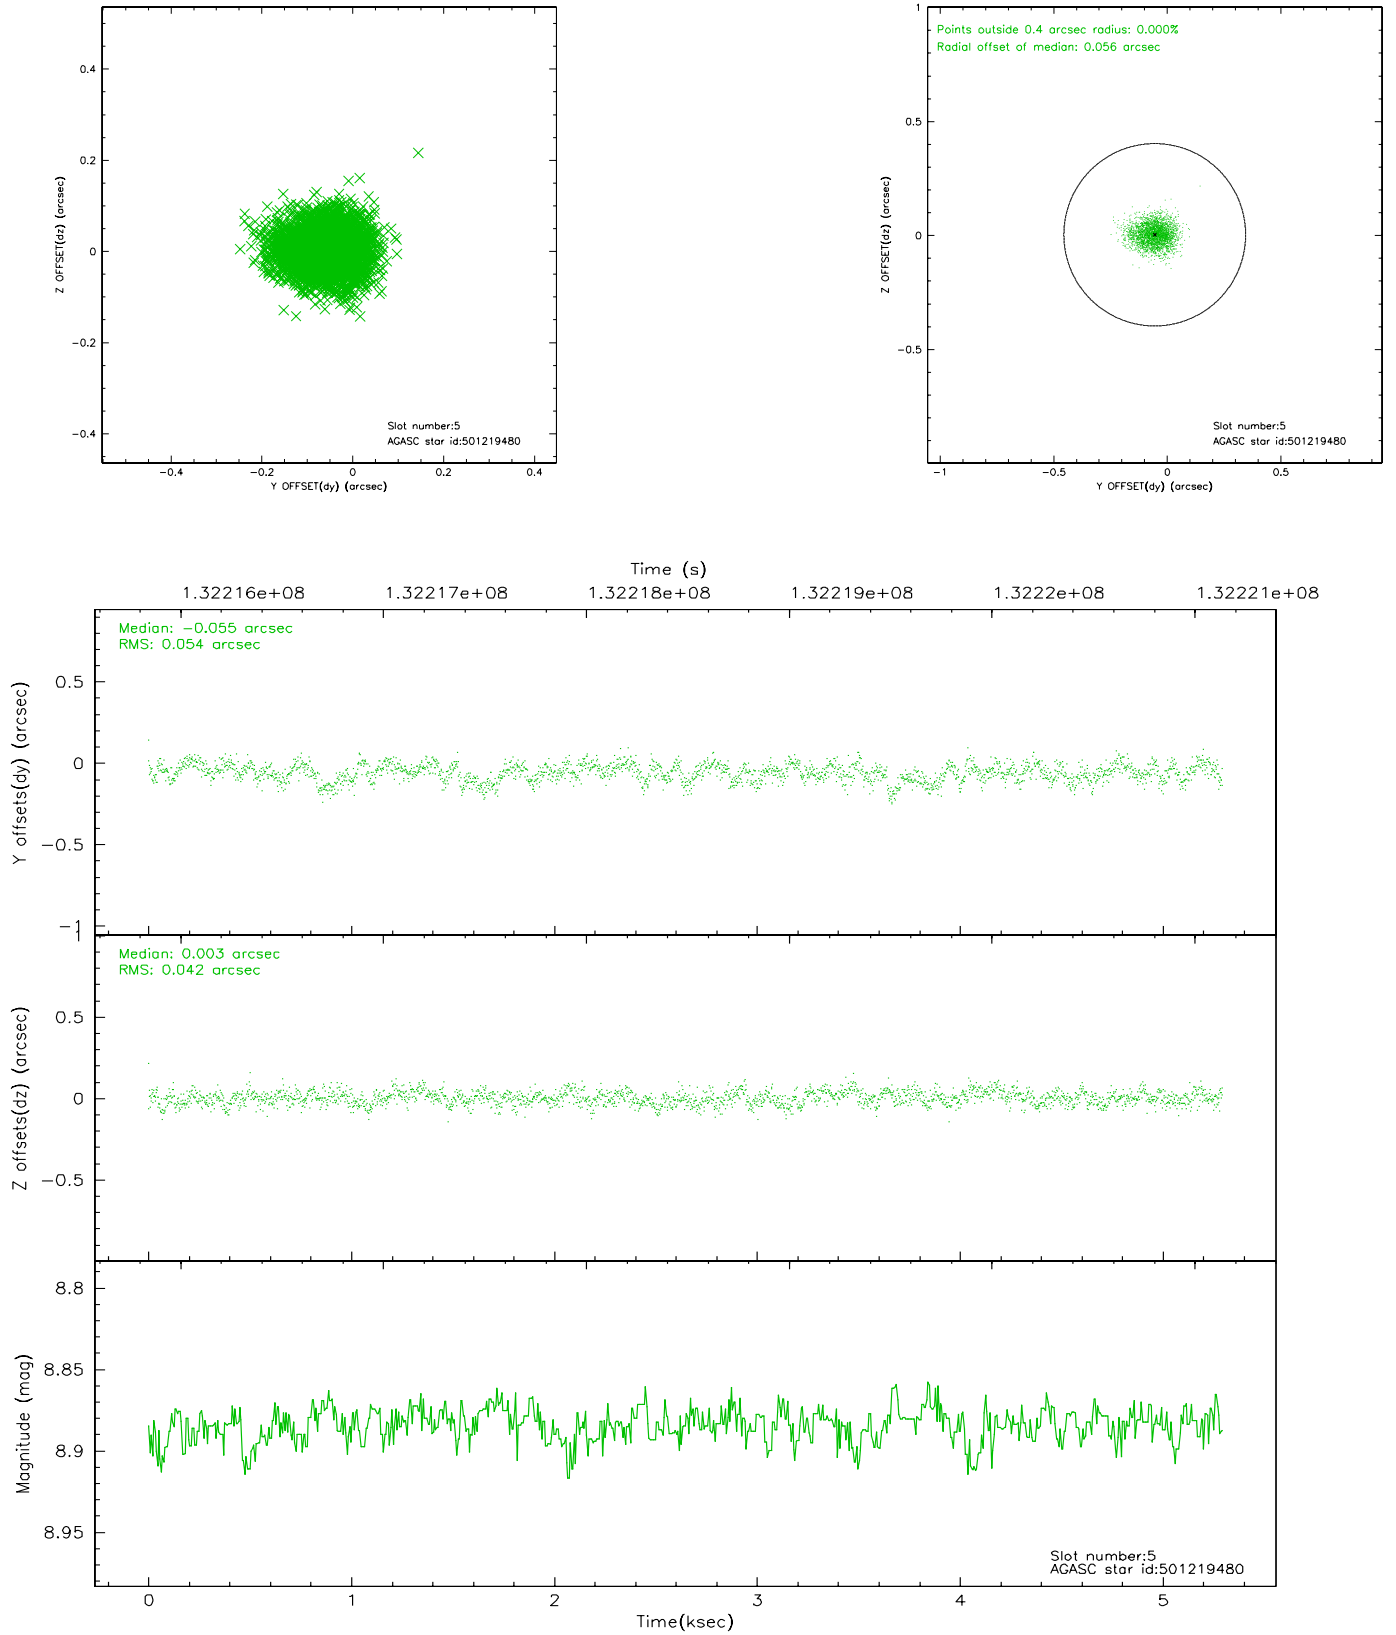 0.4
0.2
0
−0.2
−0.4
Z OFFSET(dz) (arcsec)
Slot number:5
AGASC star id:501219480
−0.4
−0.2
0
0.2
0.4
Y OFFSET(dy) (arcsec)
1
0.5
0
−0.5
Z OFFSET(dz) (arcsec)
Points outside 0.4 arcsec radius: 0.000%
Radial offset of median: 0.056 arcsec
Slot number:5
AGASC star id:501219480
−1
−0.5
0
0.5
Y OFFSET(dy) (arcsec)
Time (s)
1.32216e+08
1.32217e+08
1.32218e+08
1.32219e+08
1.3222e+08
1.32221e+08
Median: −0.055 arcsec
RMS: 0.054 arcsec
0.5
0
−0.5
−1
Y offsets(dy) (arcsec)
Median: 0.003 arcsec
RMS: 0.042 arcsec
1
0.5
0
−0.5
Z offsets(dz) (arcsec)
8.8
8.85
8.9
8.95
Magnitude (mag)
Slot number:5
AGASC star id:501219480
0
1
2
3
4
5
Time(ksec)